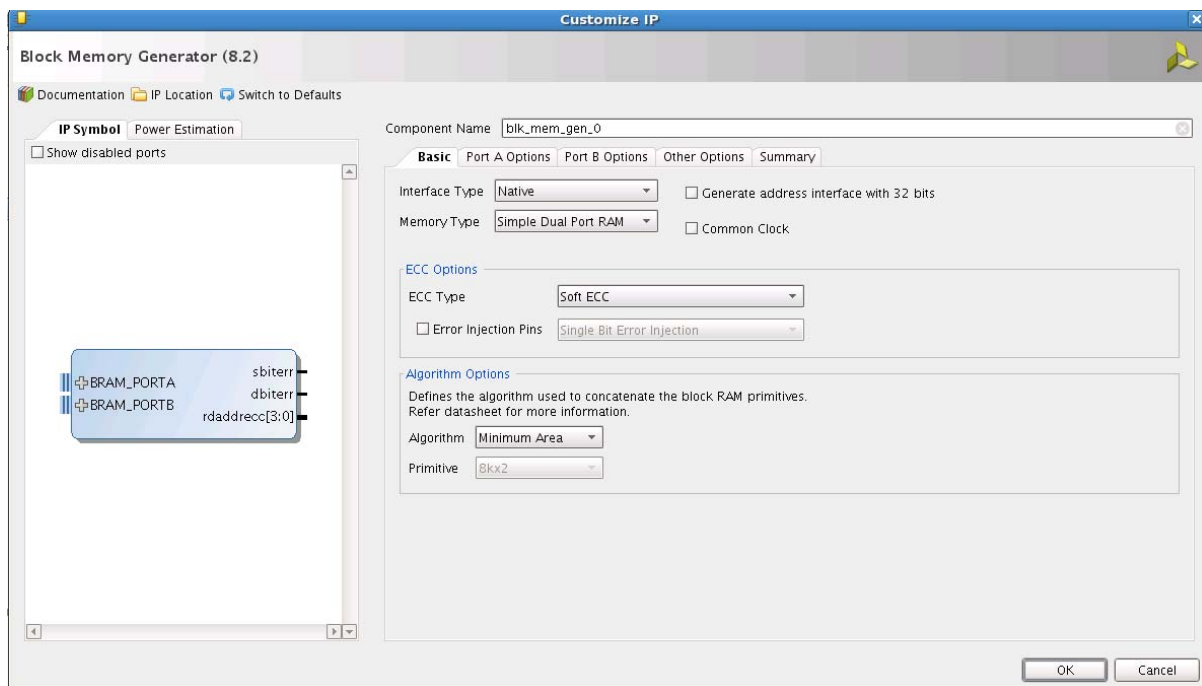 Customize IP
Block Memory Generator (8.2)
Documentation IP Location Switch to Defaults
IP Symbol Power Estimation
Show disabled ports
BRAM_PORTA
BRAM_PORTB
sbiterr
dbiterr
rdaddrecc[3:0]
Component Name blk_mem_gen_0
Basic Port A Options Port B Options Other Options Summary
Interface Type Native Generate address interface with 32 bits
Memory Type Simple Dual Port RAM Common Clock
ECC Options
ECC Type Soft ECC
Error Injection Pins Single Bit Error Injection
Algorithm Options
Defines the algorithm used to concatenate the block RAM primitives.
Refer datasheet for more information.
Algorithm Minimum Area
Primitive 8kx2
OK Cancel